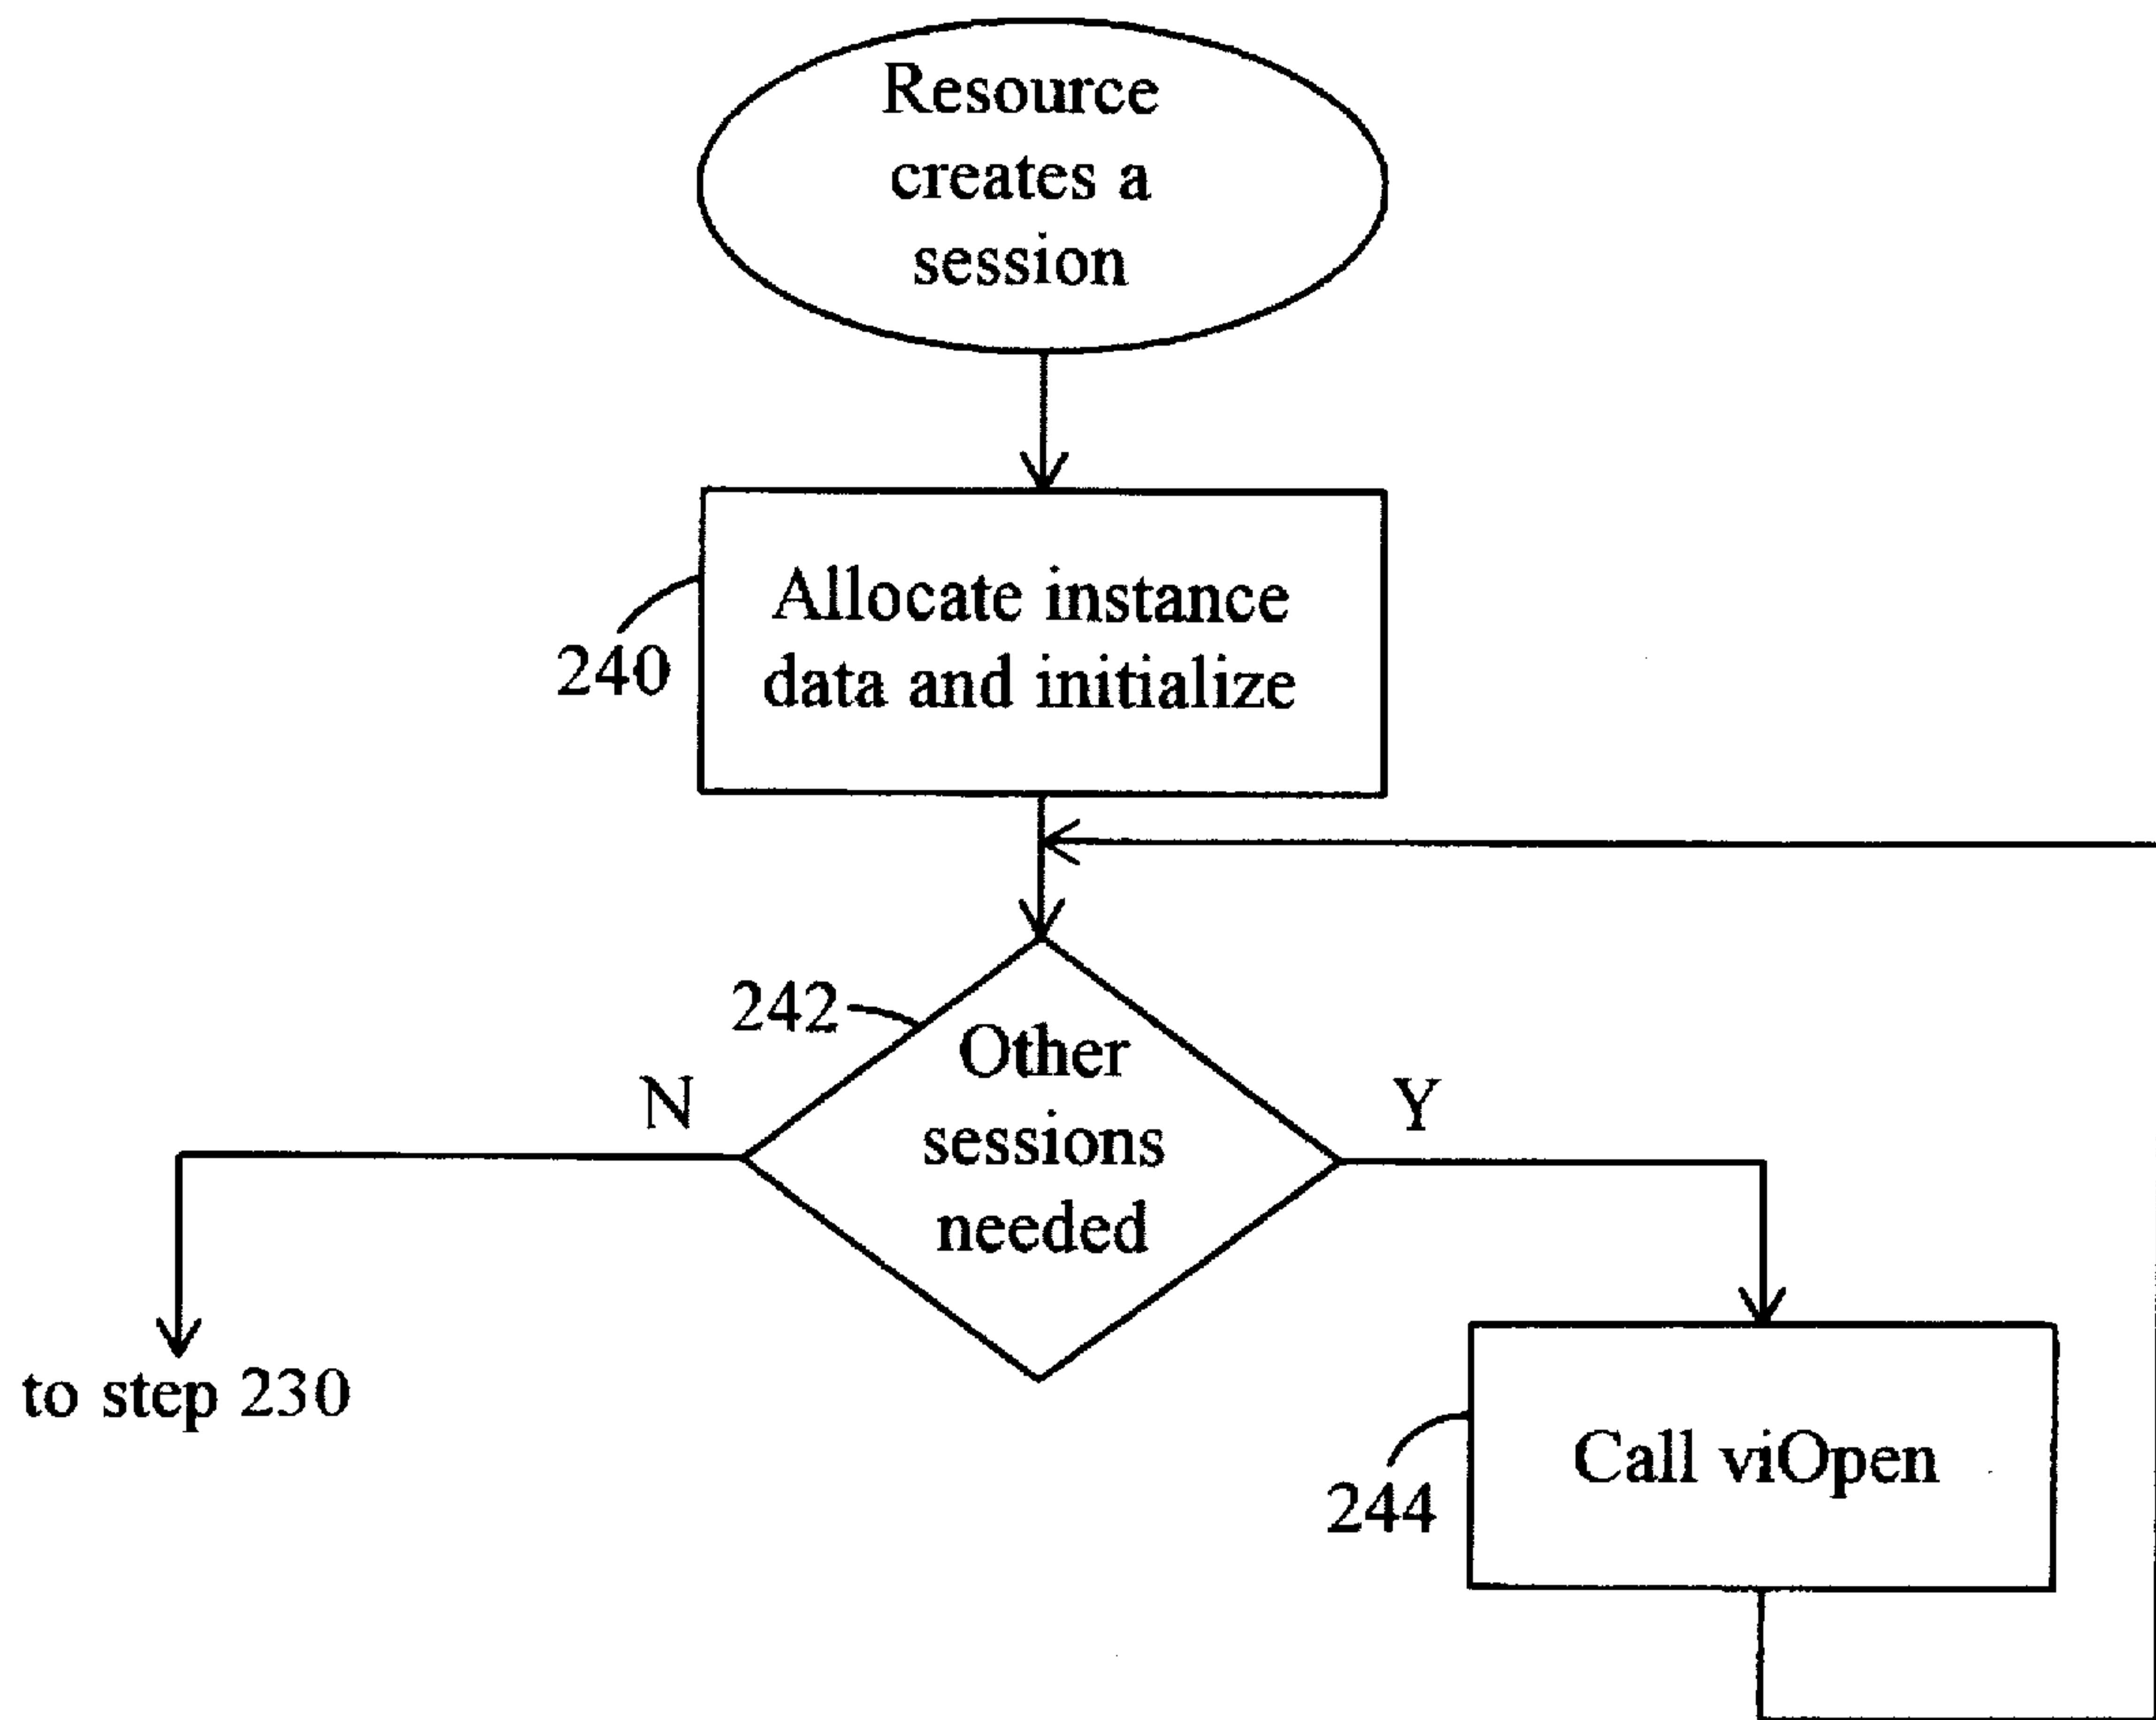 Resource
creates a
session
Allocate instance
data and initialize
240
242
Other
sessions
needed
N
Y
to step 230
Call viOpen
244